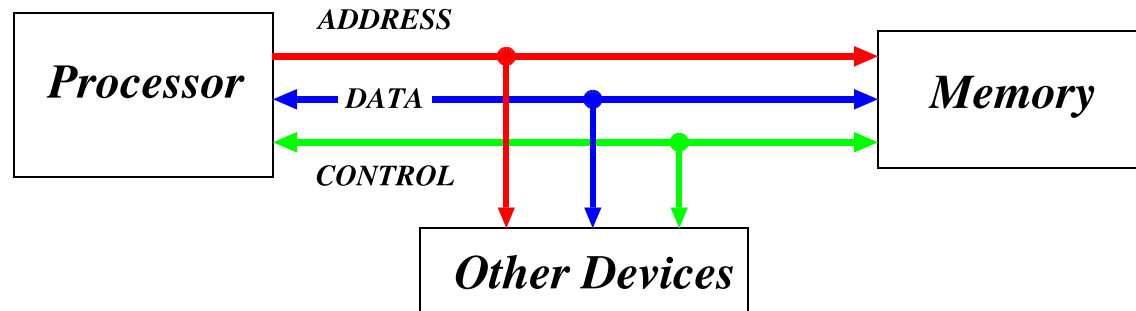 ADDRESS
Processor
DATA
Memory
CONTROL
Other Devices